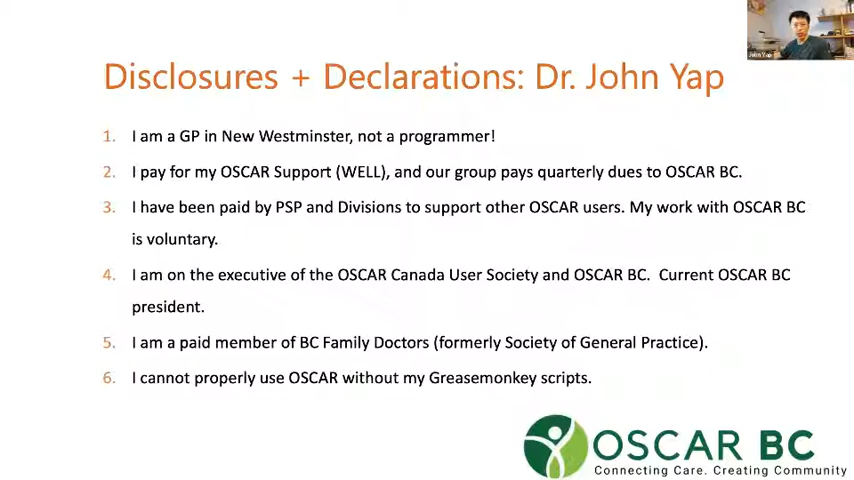 John Yap
Disclosures + Declarations: Dr. John Yap
1. I am a GP in New Westminster, not a programmer!
2. I pay for my OSCAR Support (WELL), and our group pays quarterly dues to OSCAR BC.
3. I have been paid by PSP and Divisions to support other OSCAR users. My work with OSCAR BC
is voluntary.
4. I am on the executive of the OSCAR Canada User Society and OSCAR BC.  Current OSCAR BC
president.
5. I am a paid member of BC Family Doctors (formerly Society of General Practice).
6. I cannot properly use OSCAR without my Greasemonkey scripts.
OSCAR BC
Connecting Care. Creating Community